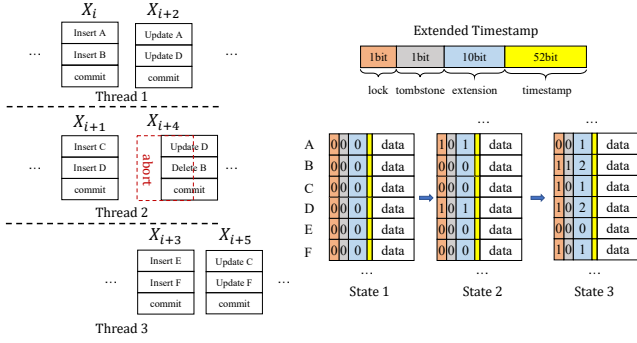 X_i
X_{i+2}
...
Insert A
Insert B
commit
Update A
Update D
commit
...
Thread 1
X_{i+1}
X_{i+4}
...
Insert C
Insert D
commit
abort
Update D
Delete B
commit
...
Thread 2
X_{i+3}
X_{i+5}
...
Insert E
Insert F
commit
Update C
Update F
commit
...
Thread 3
Extended Timestamp
1bit 1bit 10bit 52bit
lock tombstone extension timestamp
... ...
A 0 0 0 data
B 0 0 0 data
C 0 0 0 data
D 0 0 0 data
E 0 0 0 data
F 0 0 0 data
...
State 1
1 0 1 data
0 0 0 data
0 0 0 data
1 0 1 data
0 0 0 data
0 0 0 data
...
State 2
0 0 1 data
1 1 2 data
1 0 1 data
1 0 2 data
0 0 0 data
1 0 1 data
...
State 3